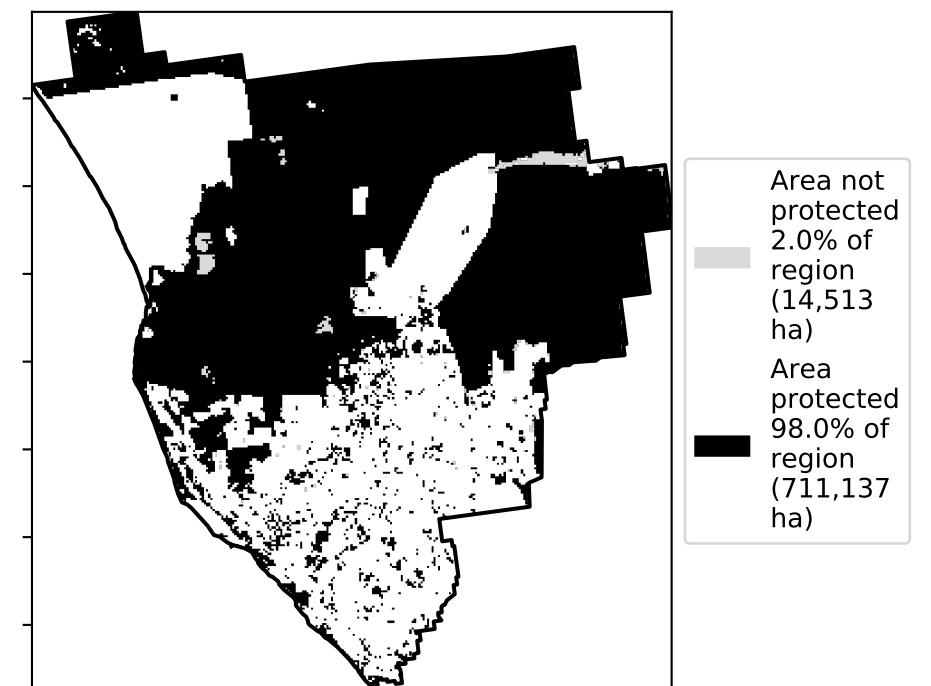 Area not
protected
2.0% of
region
(14,513
ha)
Area
protected
98.0% of
region
(711,137
ha)